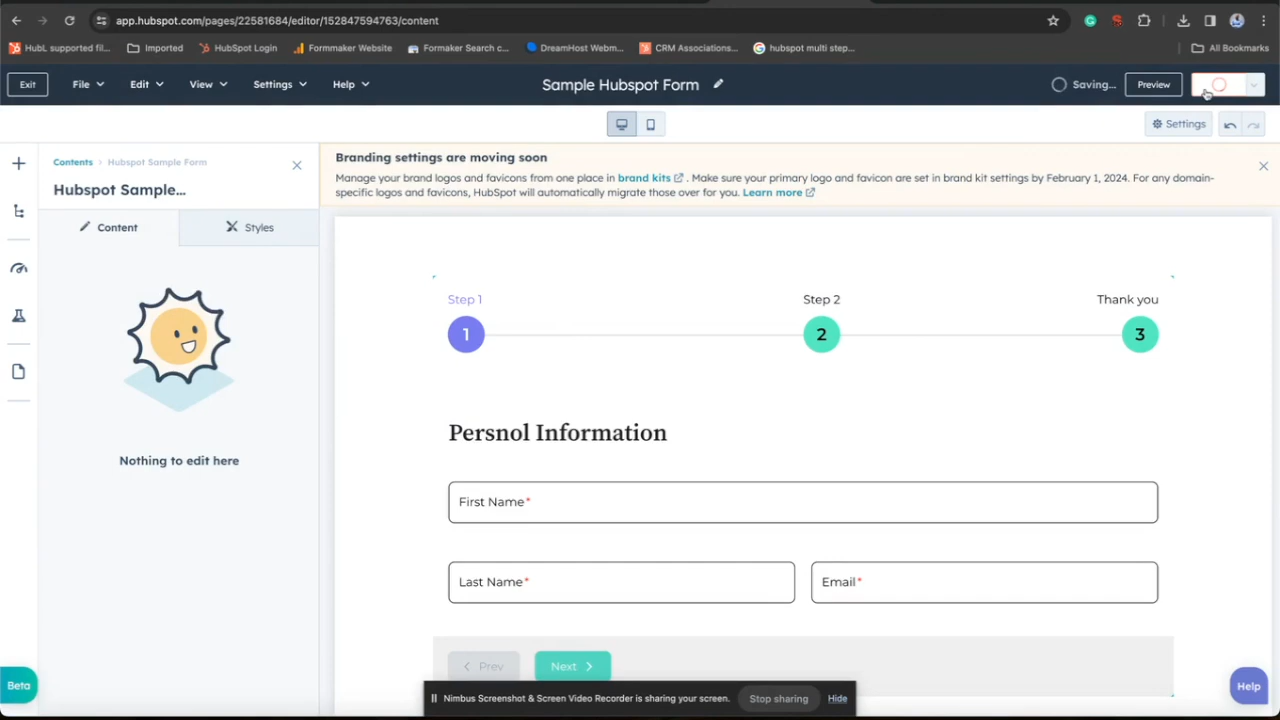 app.hubspot.com/pages/22581684/editor/152847594763/content
HubL supported fil...
Imported
HubSpot Login
Formmaker Website
Formaker Search c...
DreamHost Webm...
CRM Associations...
hubspot multi step...
All Bookmarks
Exit
File
Edit
View
Settings
Help
Sample Hubspot Form
Saving...
Preview
Settings
Contents > Hubspot Sample Form
Hubspot Sample...
Content
Styles
Nothing to edit here
Branding settings are moving soon
Manage your brand logos and favicons from one place in brand kits . Make sure your primary logo and favicon are set in brand kit settings by February 1, 2024. For any domain-
specific logos and favicons, HubSpot will automatically migrate those over for you. Learn more
Step 1
Step 2
Thank you
1
2
3
Persnol Information
First Name*
Last Name*
Email*
Prev
Next
Beta
Help
Nimbus Screenshot & Screen Video Recorder is sharing your screen.
Stop sharing
Hide